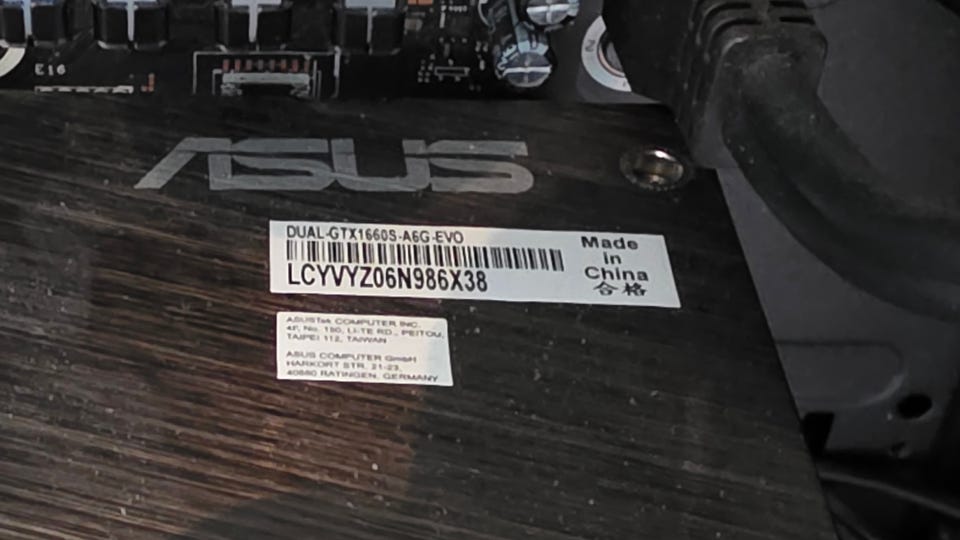 E16
2
ASUS
DUAL-GTX1660S-A6G-EVO
LCYVYZ06N986X38
Made
in
China
合格
ASUSTek COMPUTER INC.
4F, No. 150, LI-TE RD., PEITOU,
TAIPEI 112, TAIWAN
ASUS COMPUTER GmbH
HARKORT STR. 21-23,
40880 RATINGEN, GERMANY